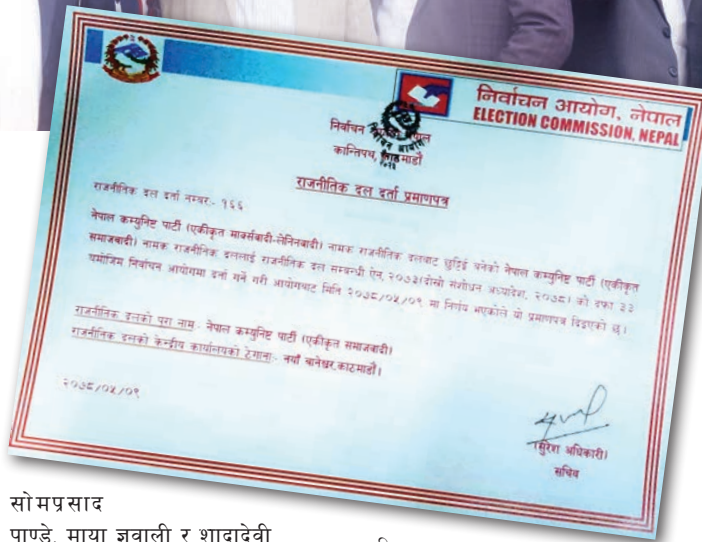 निर्वाचन आयोग, नेपाल
ELECTION COMMISSION, NEPAL
निर्वाचन नेपाल
कान्तिपथ, काठमाडौं
राजनीतिक दल दर्ता प्रमाणपत्र
राजनीतिक दल दर्ता नम्बरः- १६६
नेपाल कम्युनिष्ट पार्टी (एकीकृत मार्क्सवादी-लेनिनवादी) नामक राजनीतिक दलबाट छुट्टिई बनेको नेपाल कम्युनिष्ट पार्टी (एकीकृत
समाजवादी) नामक राजनीतिक दललाई राजनीतिक दल सम्बन्धी ऐन, २०७३(दोस्रो संशोधन अध्यादेश, २०७८) को दफा ३३
बमोजिम निर्वाचन आयोगमा दर्ता गर्ने गरी आयोगबाट मिति २०७८/०५/०९ मा निर्णय भएकोले यो प्रमाणपत्र दिइएको छ।
राजनीतिक दलको पूरा नाम:- नेपाल कम्युनिष्ट पार्टी (एकीकृत समाजवादी)
राजनीतिक दलको केन्द्रीय कार्यालयको ठेगाना:- नयाँ बानेश्वर,काठमाडौं।
२०७८/०५/०९
(सुरेश अधिकारी)
सचिव
सोमप्रसाद
पाण्डे, माया ज्ञवाली र शादादेवी